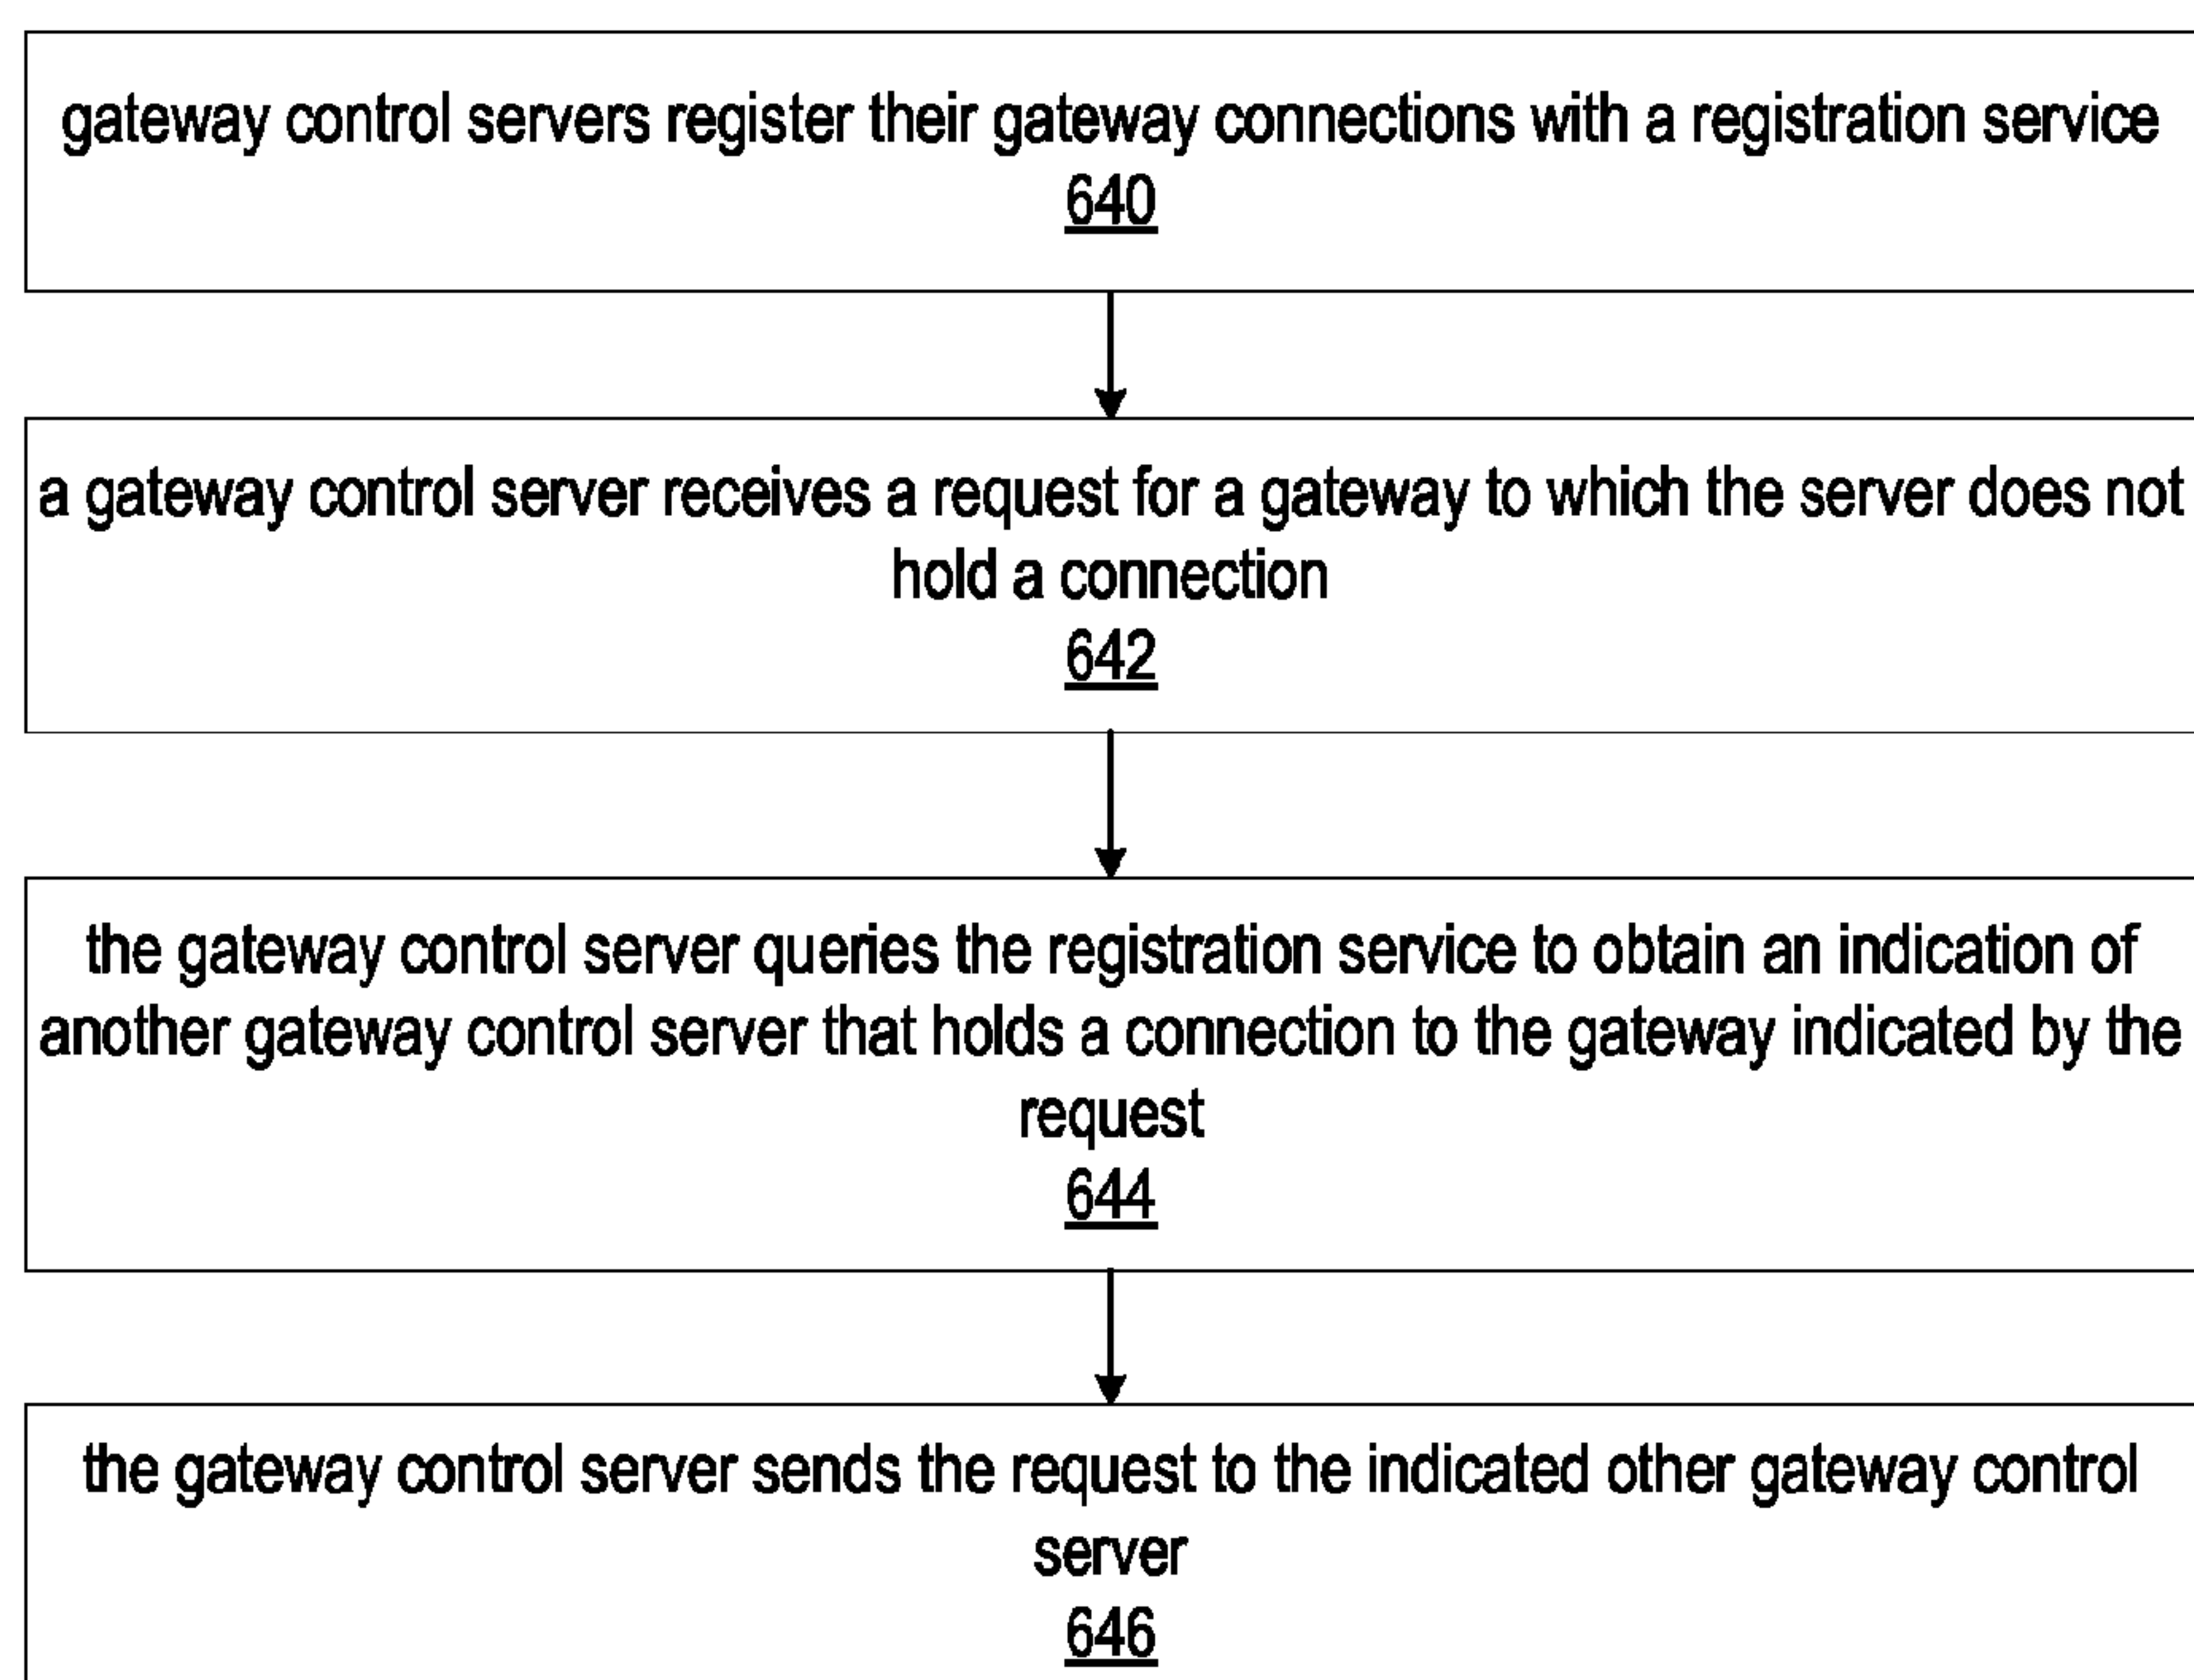 gateway control servers register their gateway connections with a registration service
640
a gateway control server receives a request for a gateway to which the server does not
hold a connection
642
the gateway control server queries the registration service to obtain an indication of
another gateway control server that holds a connection to the gateway indicated by the
request
644
the gateway control server sends the request to the indicated other gateway control
server
646